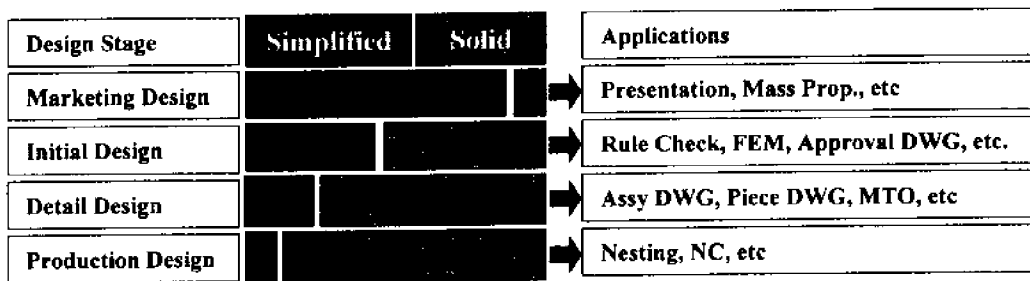 Design Stage Simplified Solid Applications
Marketing Design Presentation, Mass Prop., etc
Initial Design Rule Check, FEM, Approval DWG, etc.
Detail Design Assy DWG, Piece DWG, MTO, etc
Production Design Nesting, NC, etc